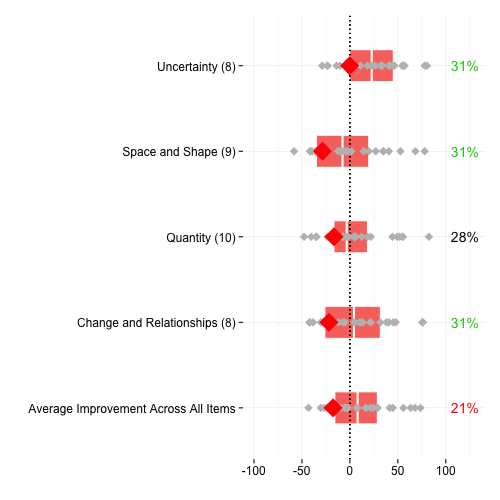 Uncertainty (8)
31%
Space and Shape (9)
31%
Quantity (10)
28%
Change and Relationships (8)
31%
Average Improvement Across All Items
21%
-100 -50 0 50 100